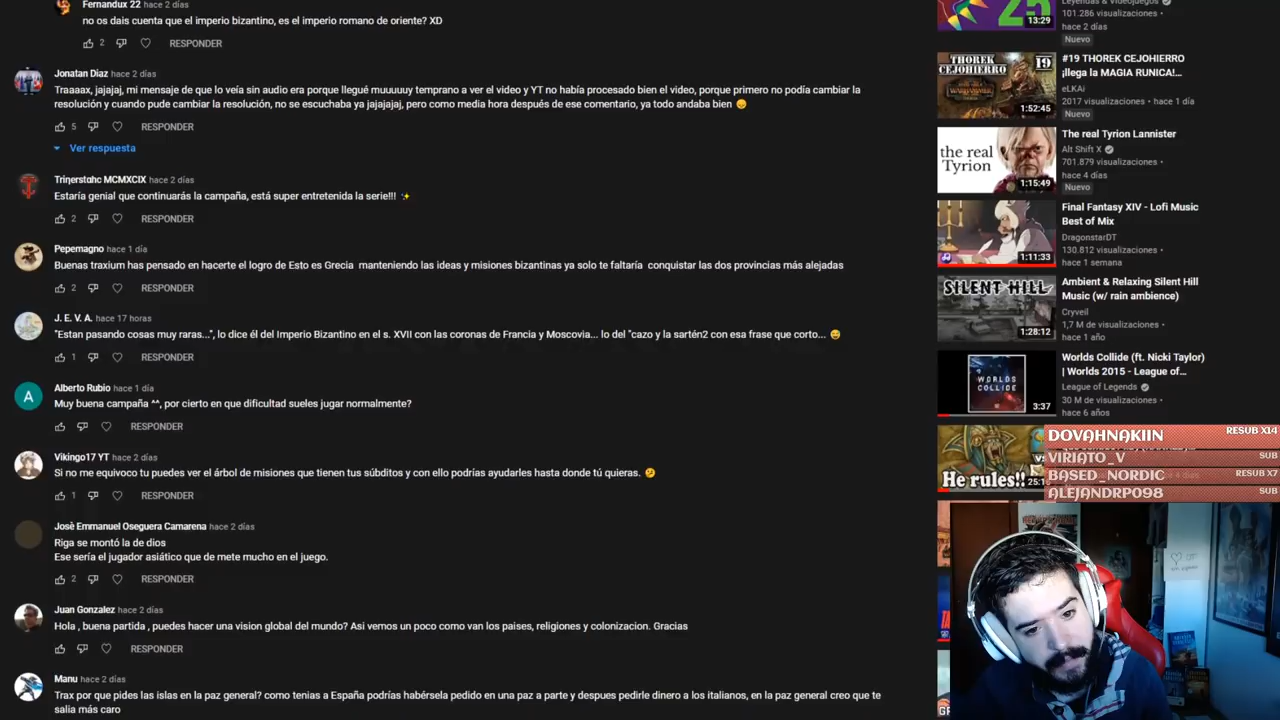 Fernandux 22 hace 2 días
no os dais cuenta que el imperio bizantino, es el imperio romano de oriente? XD
2
RESPONDER
Jonatan Diaz hace 2 días
Traaaax, jajajaj, mi mensaje de que lo veía sin audio era porque llegué muuuuuy temprano a ver el video y YT no había procesado bien el video, porque primero no podía cambiar la
resolución y cuando pude cambiar la resolución, no se escuchaba ya jajajajaj, pero como media hora después de ese comentario, ya todo andaba bien
5
RESPONDER
Ver respuesta
Trinerstahc MCMXCIX hace 2 días
Estaría genial que continuarás la campaña, está super entretenida la serie!!!
2
RESPONDER
Pepemagno hace 1 día
Buenas traxium has pensado en hacerte el logro de Esto es Grecia manteniendo las ideas y misiones bizantinas ya solo te faltaría conquistar las dos provincias más alejadas
2
RESPONDER
J. E. V. A. hace 17 horas
"Estan pasando cosas muy raras...", lo dice él del Imperio Bizantino en el s. XVII con las coronas de Francia y Moscovia... lo del "cazo y la sartén2 con esa frase que corto...
1
RESPONDER
A
Alberto Rubio hace 1 día
Muy buena campaña ^^, por cierto en que dificultad sueles jugar normalmente?
RESPONDER
Vikingo17 YT hace 2 días
Si no me equivoco tu puedes ver el árbol de misiones que tienen tus súbditos y con ello podrías ayudarles hasta donde tú quieras.
1
RESPONDER
Josè Emmanuel Oseguera Camarena hace 2 días
Riga se montó la de dios
Ese sería el jugador asiático que de mete mucho en el juego.
2
RESPONDER
Juan Gonzalez hace 2 días
Hola , buena partida , puedes hacer una vision global del mundo? Asi vemos un poco como van los paises, religiones y colonizacion. Gracias
RESPONDER
Manu hace 2 días
Trax por que pides las islas en la paz general? como tenias a España podrías habérsela pedido en una paz a parte y despues pedirle dinero a los italianos, en la paz general creo que te
salia más caro
25
13:29
Leyendas & Videojuegos
101.286 visualizaciones •
hace 2 días
Nuevo
THOREK
CEJOHIERRO
19
WARHAMMER
1:52:45
#19 THOREK CEJOHIERRO
¡llega la MAGIA RUNICA!...
eLKAi
2017 visualizaciones • hace 1 día
Nuevo
the real
Tyrion
1:15:49
The real Tyrion Lannister
Alt Shift X
701.879 visualizaciones •
hace 4 días
Nuevo
1:11:33
Final Fantasy XIV - Lofi Music
Best of Mix
DragonstarDT
130.812 visualizaciones •
hace 1 semana
SILENT HILL
1:28:12
Ambient & Relaxing Silent Hill
Music (w/ rain ambience)
Cryveil
1,7 M de visualizaciones •
hace 1 año
WORLDS
COLLIDE
3:37
Worlds Collide (ft. Nicki Taylor)
| Worlds 2015 - League of...
League of Legends
30 M de visualizaciones •
hace 6 años
He rules!!
DOVAHNAKIIN RESUB X14
VIRIATO_V SUB
BASED_NORDIC RESUB X7
ALEJANDRP098 SUB